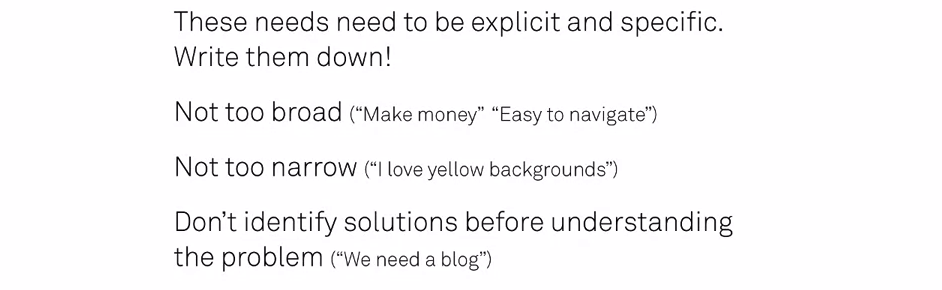 These needs need to be explicit and specific.
Write them down!
Not too broad (“Make money” “Easy to navigate”)
Not too narrow (“I love yellow backgrounds”)
Don’t identify solutions before understanding
the problem (“We need a blog”)